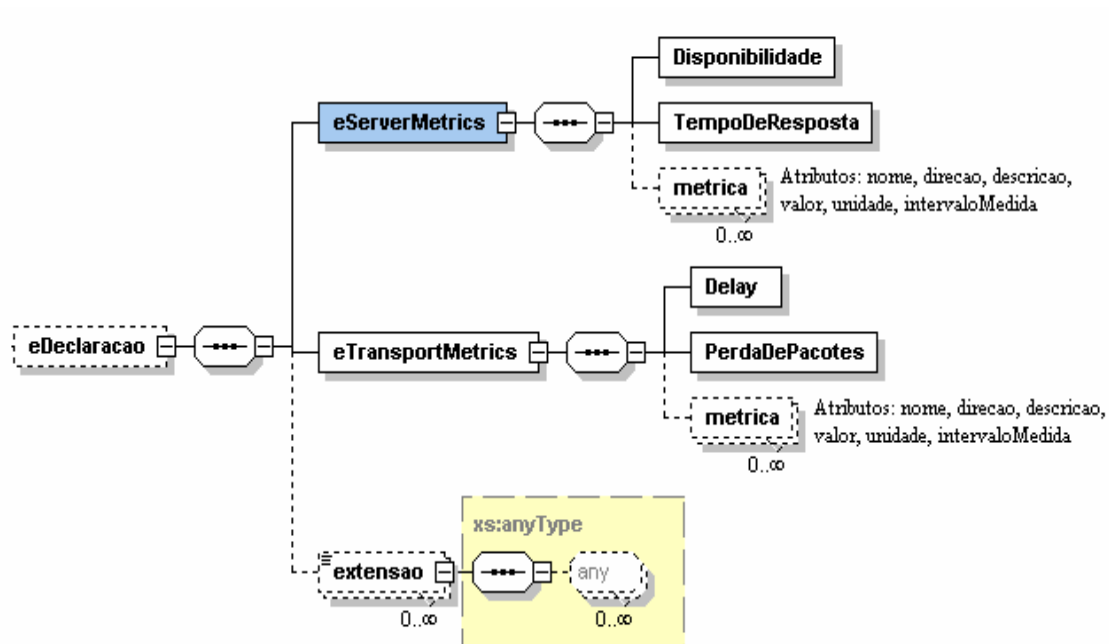 Disponibilidade
eServerMetrics
TempoDeResposta
metrica
Atributos: nome, direcao, descricao,
valor, unidade, intervaloMedida
0..∞
Delay
eDeclaracao
eTransportMetrics
PerdaDePacotes
metrica
Atributos: nome, direcao, descricao,
valor, unidade, intervaloMedida
0..∞
xs:anyType
extensao
any
0..∞
0..∞